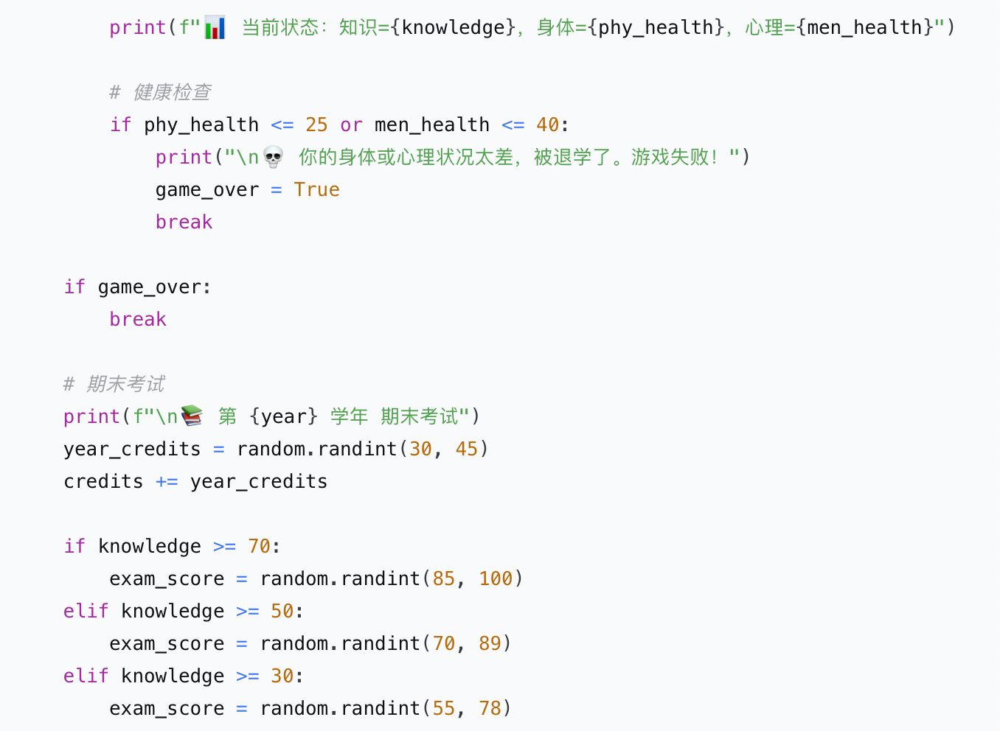 print(f"📊 当前状态：知识={knowledge}，身体={phy_health}，心理={men_health}")
# 健康检查
if phy_health <= 25 or men_health <= 40:
print("\n💀 你的身体或心理状况太差，被退学了。游戏失败！")
game_over = True
break
if game_over:
break
# 期末考试
print(f"\n📚 第 {year} 学年 期末考试")
year_credits = random.randint(30, 45)
credits += year_credits
if knowledge >= 70:
exam_score = random.randint(85, 100)
elif knowledge >= 50:
exam_score = random.randint(70, 89)
elif knowledge >= 30:
exam_score = random.randint(55, 78)